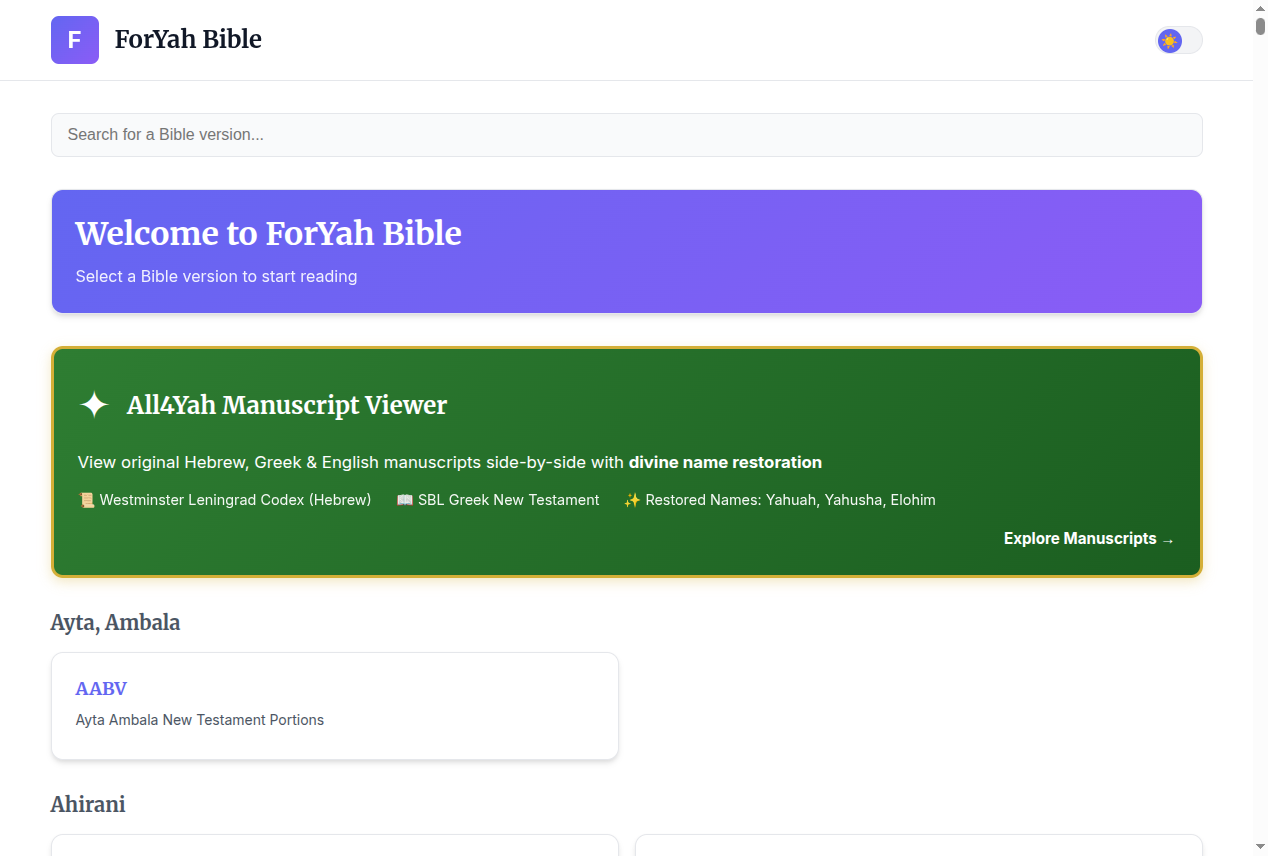 F ForYah Bible
Search for a Bible version...
Welcome to ForYah Bible
Select a Bible version to start reading
✦ All4Yah Manuscript Viewer
View original Hebrew, Greek & English manuscripts side-by-side with divine name restoration
📜 Westminster Leningrad Codex (Hebrew) 📖 SBL Greek New Testament ✨ Restored Names: Yahuah, Yahusha, Elohim
Explore Manuscripts →
Ayta, Ambala
AABV
Ayta Ambala New Testament Portions
Ahirani